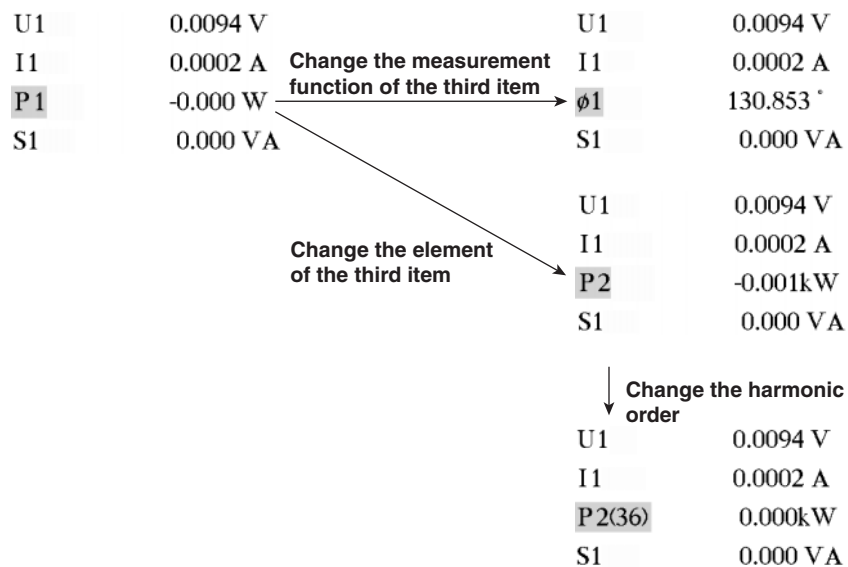 U1 0.0094 V
I1 0.0002 A
P1 -0.000 W
S1 0.000 VA
Change the measurement
function of the third item
U1 0.0094 V
I1 0.0002 A
ø1 130.853 °
S1 0.000 VA
Change the element
of the third item
U1 0.0094 V
I1 0.0002 A
P2 -0.001kW
S1 0.000 VA
Change the harmonic
order
U1 0.0094 V
I1 0.0002 A
P2(36) 0.000kW
S1 0.000 VA